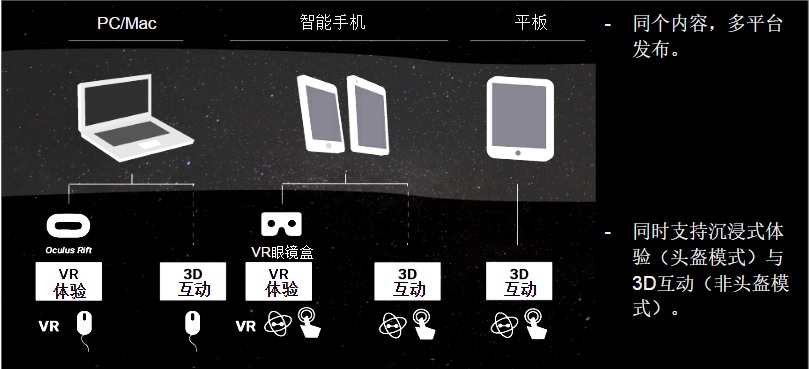 PC/Mac
智能手机
平板
- 同个内容，多平台
发布。
Oculus Rift
VR眼镜盒
VR
体验
3D
互动
VR
体验
3D
互动
3D
互动
VR
VR
- 同时支持沉浸式体
验（头盔模式）与
3D互动（非头盔模
式）。